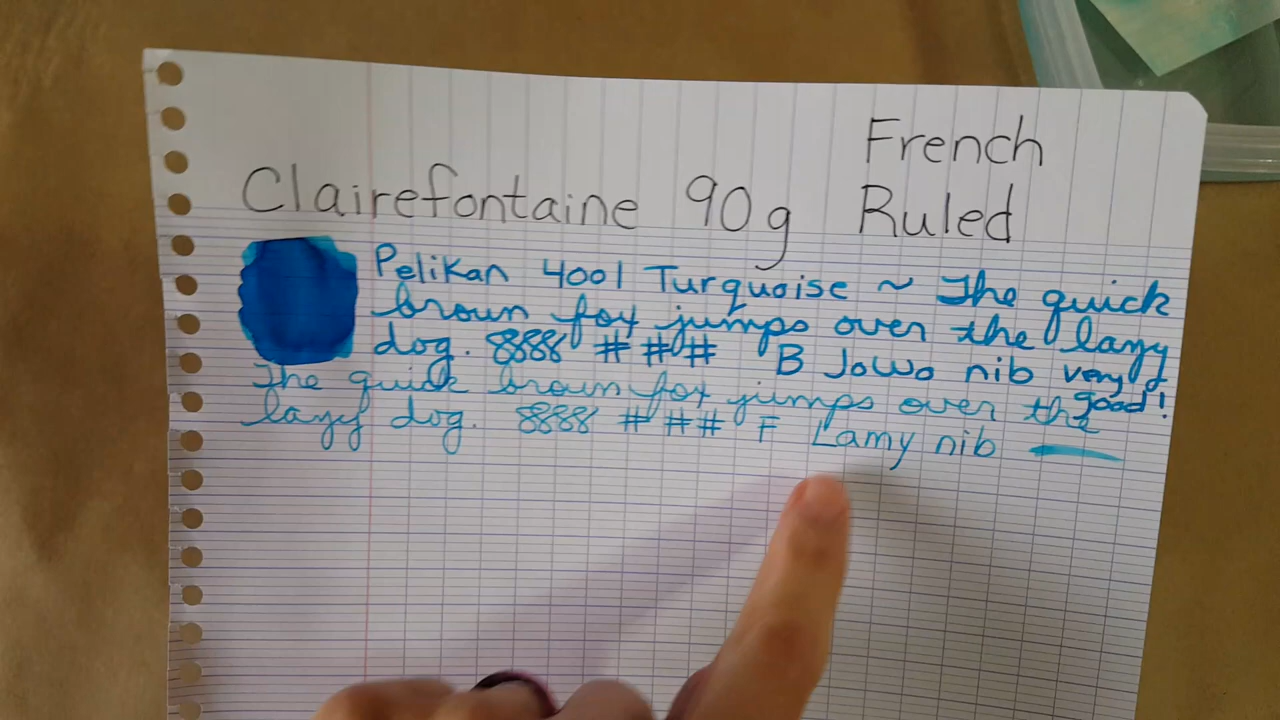 French
Clairefontaine 90g Ruled
Pelikan 4001 Turquoise ~ The quick
brown fox jumps over the lazy
dog. 8888 # # # B Jowo nib very
good!
The quick brown fox jumps over the
lazy dog. 8888 # # # F Lamy nib